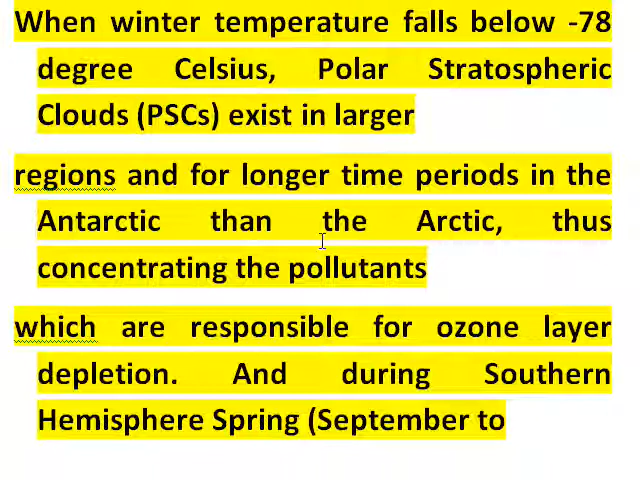 When winter temperature falls below -78
degree Celsius, Polar Stratospheric
Clouds (PSCs) exist in larger
regions and for longer time periods in the
Antarctic than the Arctic, thus
concentrating the pollutants
which are responsible for ozone layer
depletion. And during Southern
Hemisphere Spring (September to